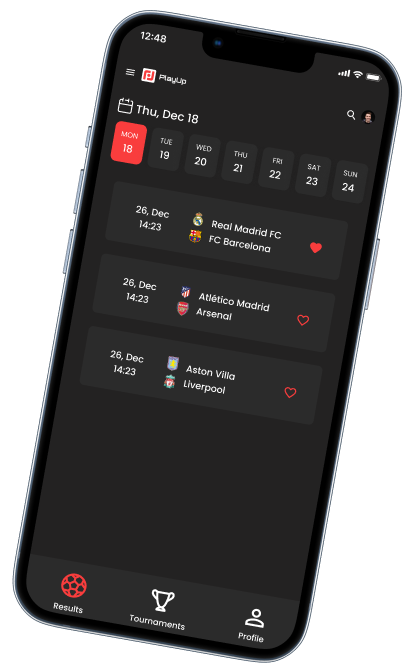 12:48
PlayUp
Thu, Dec 18
MON TUE WED THU FRI SAT SUN
18 19 20 21 22 23 24
26, Dec
14:23
Real Madrid FC
FC Barcelona
26, Dec
14:23
Atlético Madrid
Arsenal
26, Dec
14:23
Aston Villa
Liverpool
Results
Tournaments
Profile